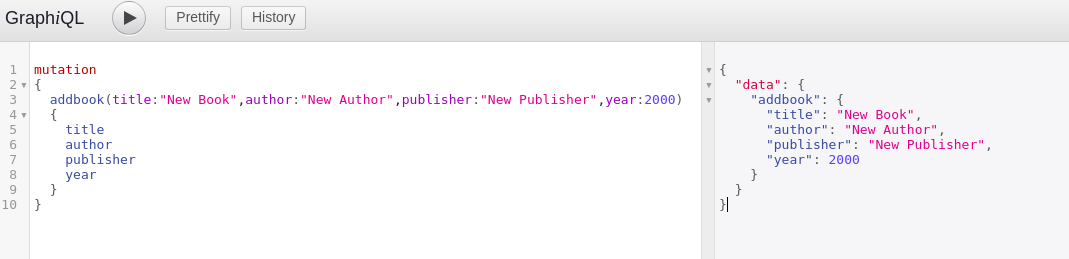 GraphiQL
Prettify
History
1 mutation
2 {
3 addbook(title:"New Book",author:"New Author",publisher:"New Publisher",year:2000)
4 {
5 title
6 author
7 publisher
8 year
9 }
10 }
{
"data": {
"addbook": {
"title": "New Book",
"author": "New Author",
"publisher": "New Publisher",
"year": 2000
}
}
}